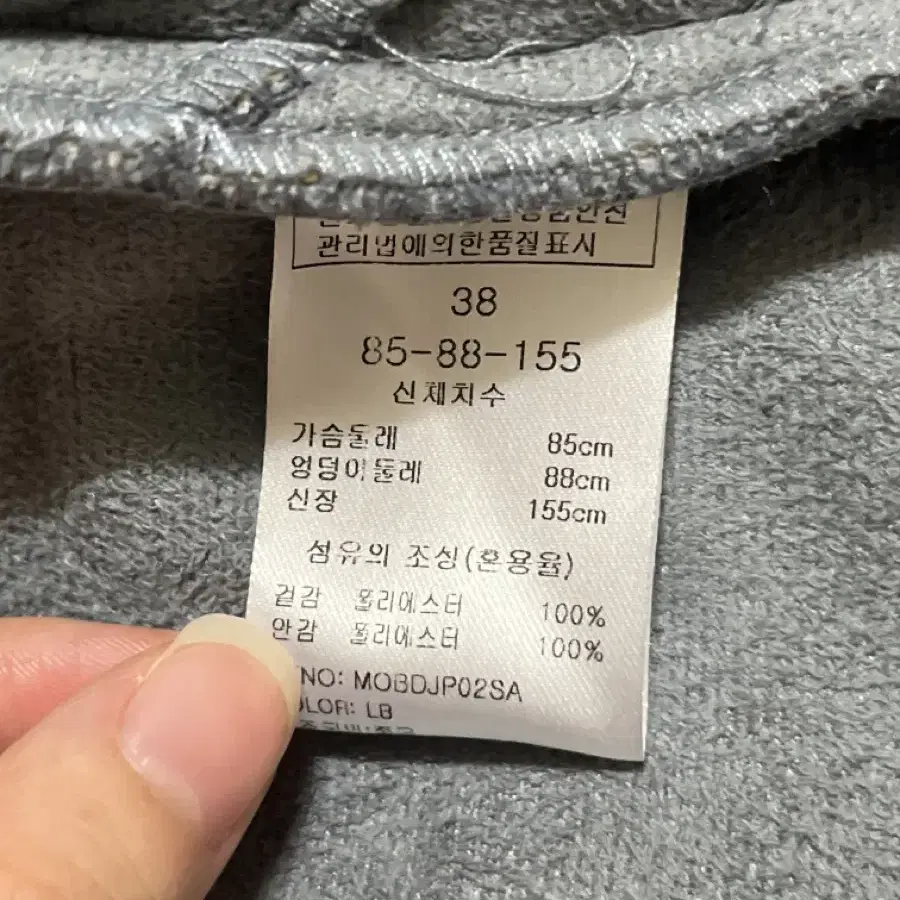 관리법에의한품질표시
38
85-88-155
신체치수
가슴둘레 85cm
엉덩이둘레 88cm
신장 155cm
섬유의 조성(혼용율)
겉감 폴리에스터 100%
안감 폴리에스터 100%
NO: MOBDJP02SA
LB